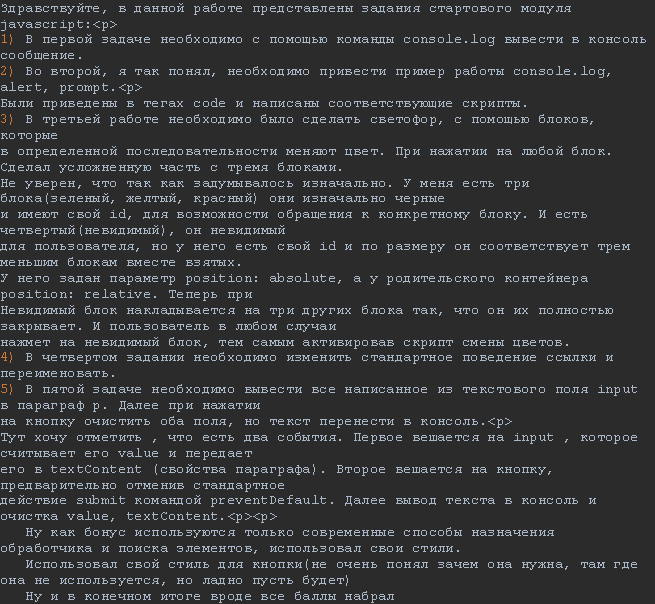 Здравствуйте, в данной работе представлены задания стартового модуля
javascript:<p>
1) В первой задаче необходимо с помощью команды console.log вывести в консоль
сообщение.
2) Во второй, я так понял, необходимо привести пример работы console.log,
alert, prompt.<p>
Были приведены в тегах code и написаны соответствующие скрипты.
3) В третьей работе необходимо было сделать светофор, с помощью блоков,
которые
в определенной последовательности меняют цвет. При нажатии на любой блок.
Сделал усложненную часть с тремя блоками.
Не уверен, что так как задумывалось изначально. У меня есть три
блока(зеленый, желтый, красный) они изначально черные
и имеют свой id, для возможности обращения к конкретному блоку. И есть
четвертый(невидимый), он невидимый
для пользователя, но у него есть свой id и по размеру он соответствует трем
меньшим блокам вместе взятых.
У него задан параметр position: absolute, а у родительского контейнера
position: relative. Теперь при
Невидимый блок накладывается на три других блока так, что он их полностью
закрывает. И пользователь в любом случаи
нажмет на невидимый блок, тем самым активировав скрипт смены цветов.
4) В четвертом задании необходимо изменить стандартное поведение ссылки и
переименовать.
5) В пятой задаче необходимо вывести все написанное из текстового поля input
в параграф p. Далее при нажатии
на кнопку очистить оба поля, но текст перенести в консоль.<p>
Тут хочу отметить , что есть два события. Первое вешается на input , которое
считывает его value и передает
его в textContent (свойства параграфа). Второе вешается на кнопку,
предварительно отменив стандартное
действие submit командой preventDefault. Далее вывод текста в консоль и
очистка value, textContent.<p><p>
Ну как бонус используются только современные способы назначения
обработчика и поиска элементов, использовал свои стили.
Использовал свой стиль для кнопки(не очень понял зачем она нужна, там где
она не используется, но ладно пусть будет)
Ну и в конечном итоге вроде все баллы набрал